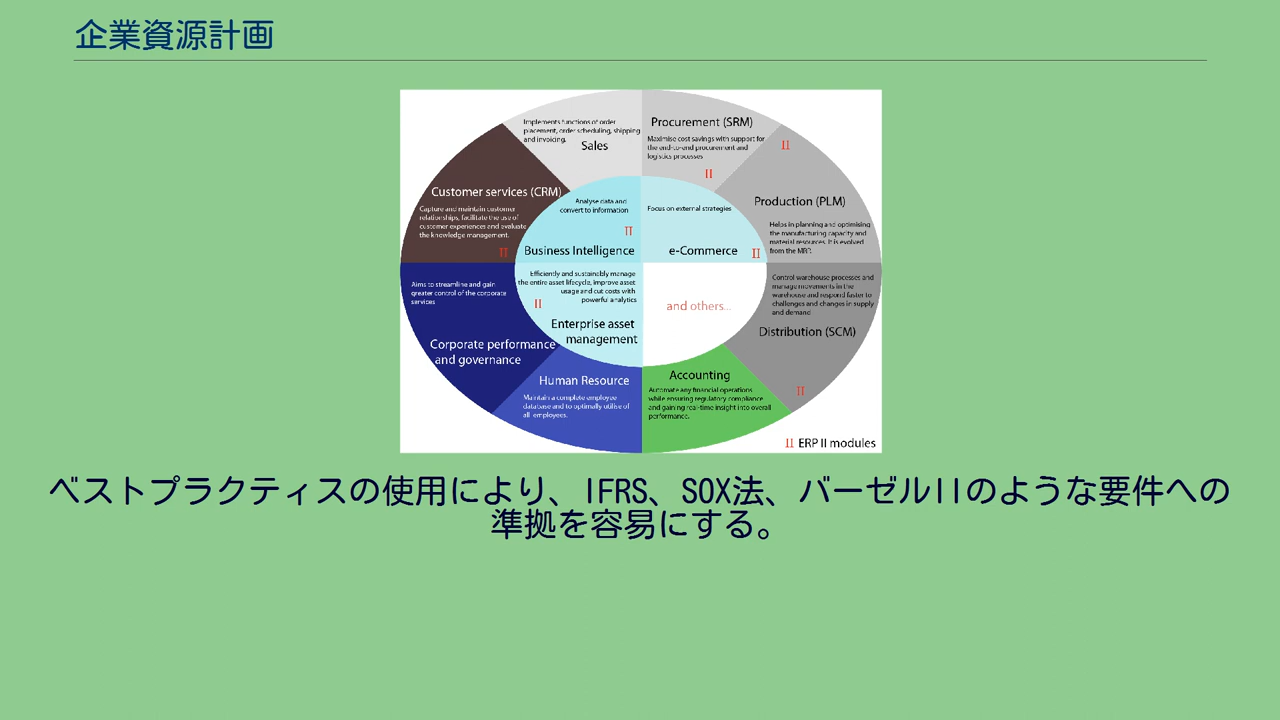 企業資源計画
Implements functions of order
placement, order scheduling, shipping
and invoicing.
Sales
Procurement (SRM)
Maximise cost savings with support for
the end-to-end procurement and
logistics processes
II
II
Customer services (CRM)
Capture and maintain customer
relationships, facilitate the use of
customer experiences and evaluate
the knowledge management.
II
Analyse data and
convert to information
II
Business Intelligence
Focus on external strategies
e-Commerce
II
Production (PLM)
Helps in planning and optimising
the manufacturing capacity and
material resources. It is evolved
from the MRP.
Aims to streamline and gain
greater control of the corporate
services
Corporate performance
and governance
Efficiently and sustainably manage
the entire asset lifecycle, improve asset
usage and cut costs with
powerful analytics
II
Enterprise asset
management
and others...
Control warehouse processes and
manage movements in the
warehouse and respond faster to
challenges and changes in supply
and demand
Distribution (SCM)
II
Human Resource
Maintain a complete employee
database and to optimally utilise of
all employees.
Accounting
Automate any financial operations
while ensuring regulatory compliance
and gaining real-time insight into overall
performance.
II ERP II modules
ベストプラクティスの使用により、IFRS、SOX法、バーゼルIIのような要件への
準拠を容易にする。